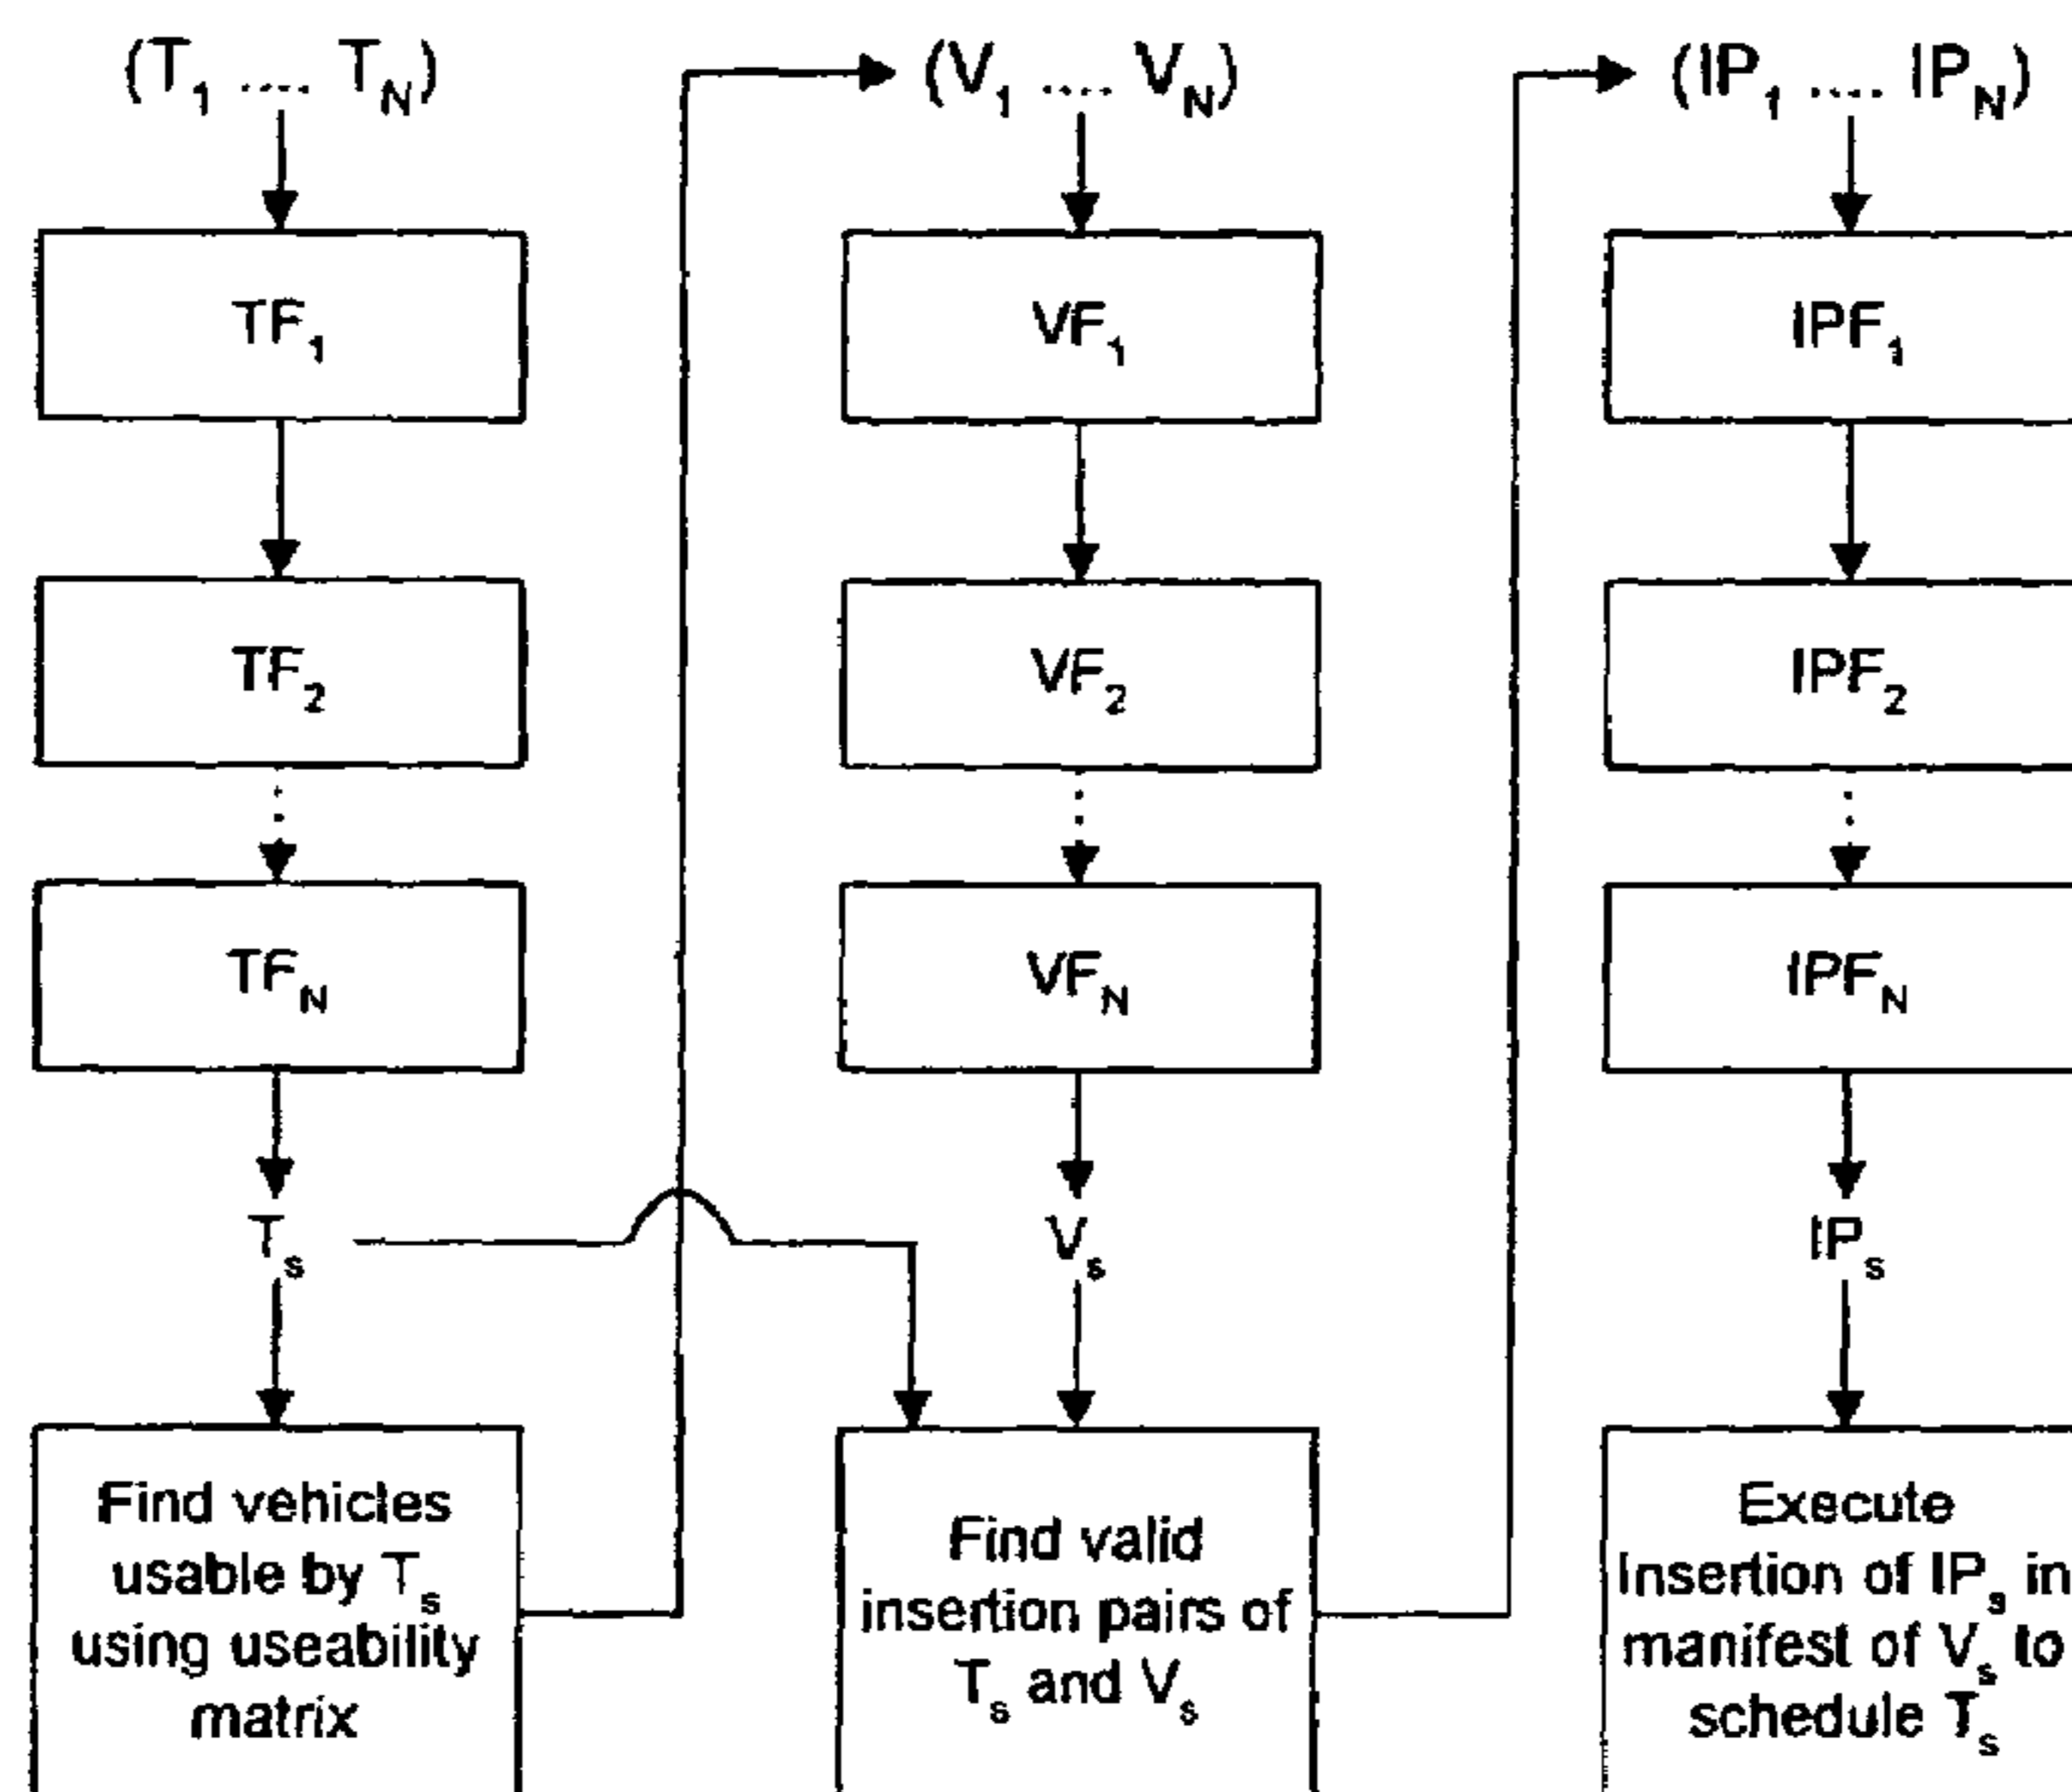 (T1 ..... TN)
TF1
TF2
TFN
Ts
Find vehicles
usable by Ts
using useability
matrix
(V1 ..... VN)
VF1
VF2
VFN
Vs
Find valid
insertion pairs of
Ts and Vs
(IP1 ..... IPN)
IPF1
IPF2
IPFN
IPs
Execute
Insertion of IPs in
manifest of Vs to
schedule Ts